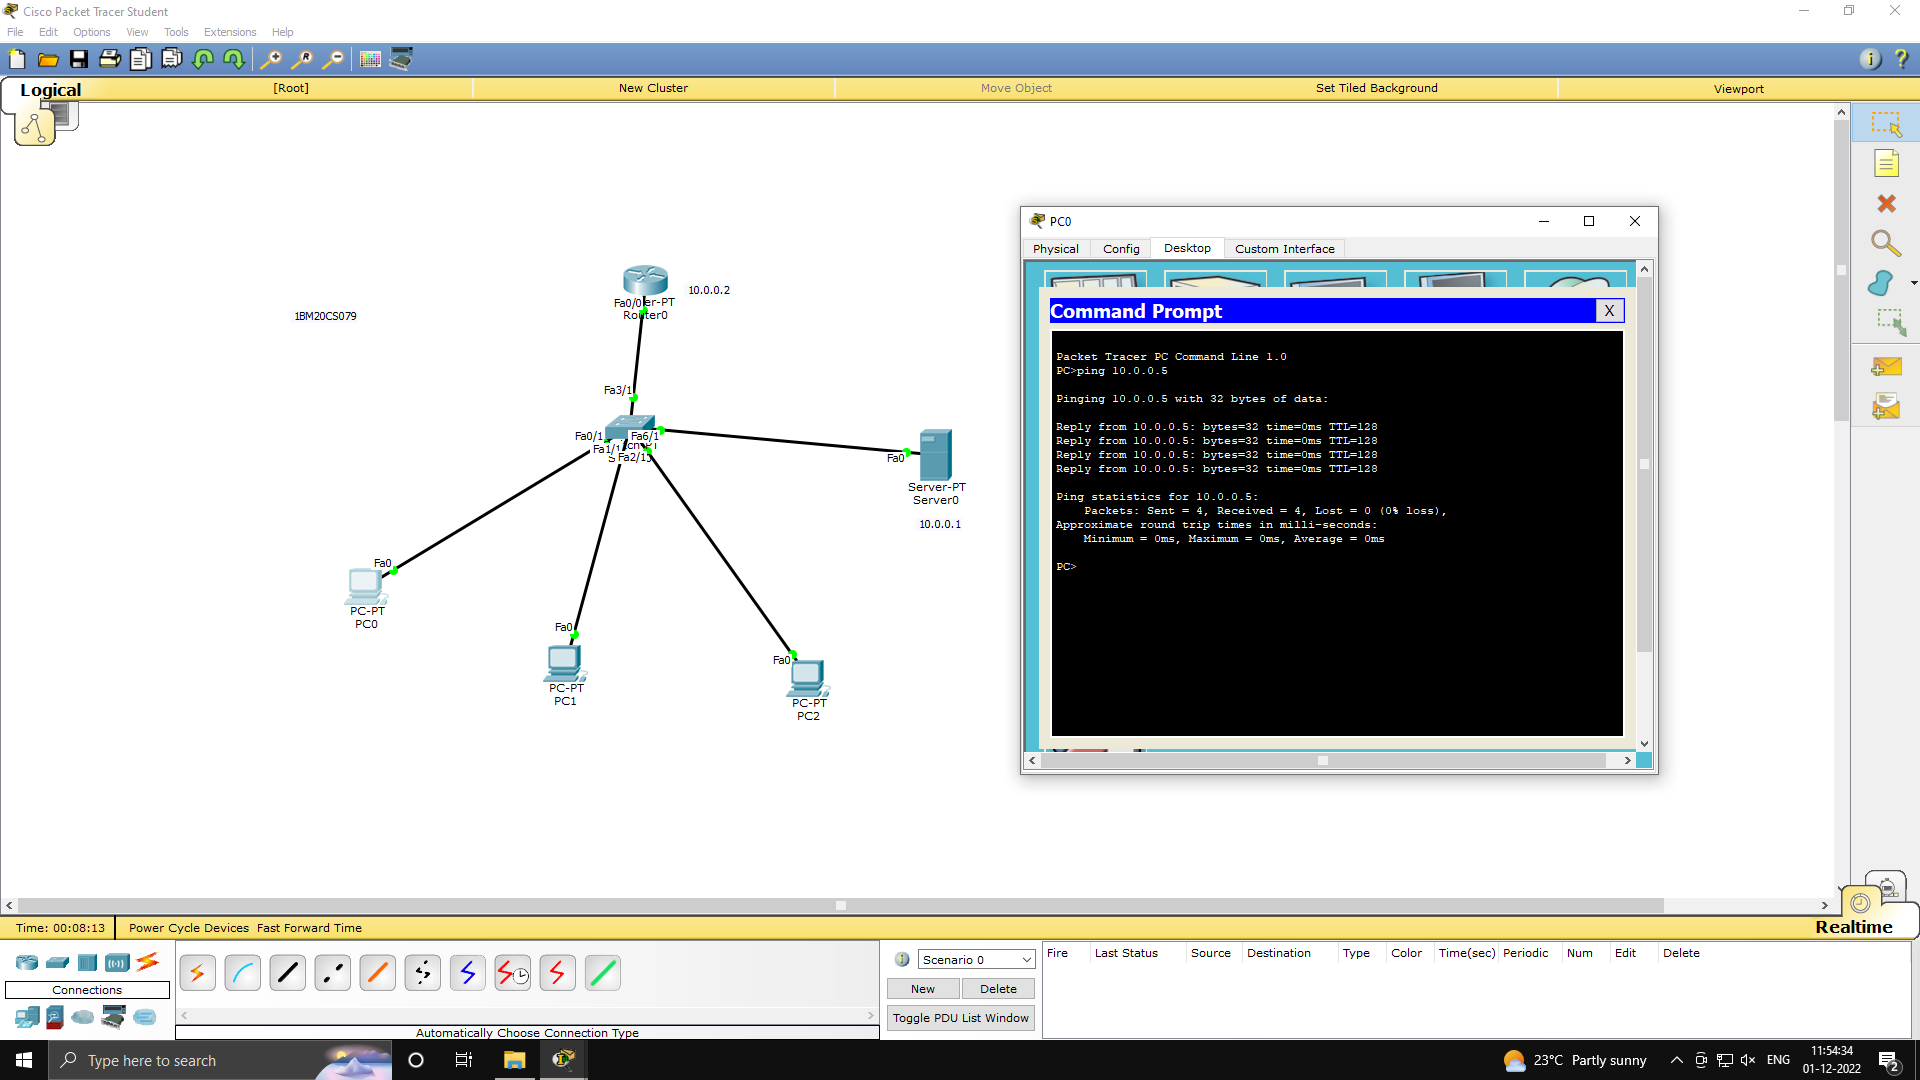 Cisco Packet Tracer Student
File Edit Options View Tools Extensions Help
Logical [Root] New Cluster Move Object Set Tiled Background Viewport
1BM20CS079
10.0.0.2
Fa0/0 er-PT
Router0
Fa3/1
Fa0/1 Fa6/1
Fa1/1
Fa2/1
Fa0
Server-PT
Server0
10.0.0.1
Fa0
PC-PT
PC0
Fa0
PC-PT
PC1
Fa0
PC-PT
PC2
PC0
Physical Config Desktop Custom Interface
Command Prompt X
Packet Tracer PC Command Line 1.0
PC>ping 10.0.0.5
Pinging 10.0.0.5 with 32 bytes of data:
Reply from 10.0.0.5: bytes=32 time=0ms TTL=128
Reply from 10.0.0.5: bytes=32 time=0ms TTL=128
Reply from 10.0.0.5: bytes=32 time=0ms TTL=128
Reply from 10.0.0.5: bytes=32 time=0ms TTL=128
Ping statistics for 10.0.0.5:
Packets: Sent = 4, Received = 4, Lost = 0 (0% loss),
Approximate round trip times in milli-seconds:
Minimum = 0ms, Maximum = 0ms, Average = 0ms
PC>
Time: 00:08:13 Power Cycle Devices Fast Forward Time
Realtime
Connections
Automatically Choose Connection Type
Scenario 0
New Delete
Toggle PDU List Window
Fire Last Status Source Destination Type Color Time(sec) Periodic Num Edit Delete
Type here to search
23°C Partly sunny
ENG
11:54:34
01-12-2022
2